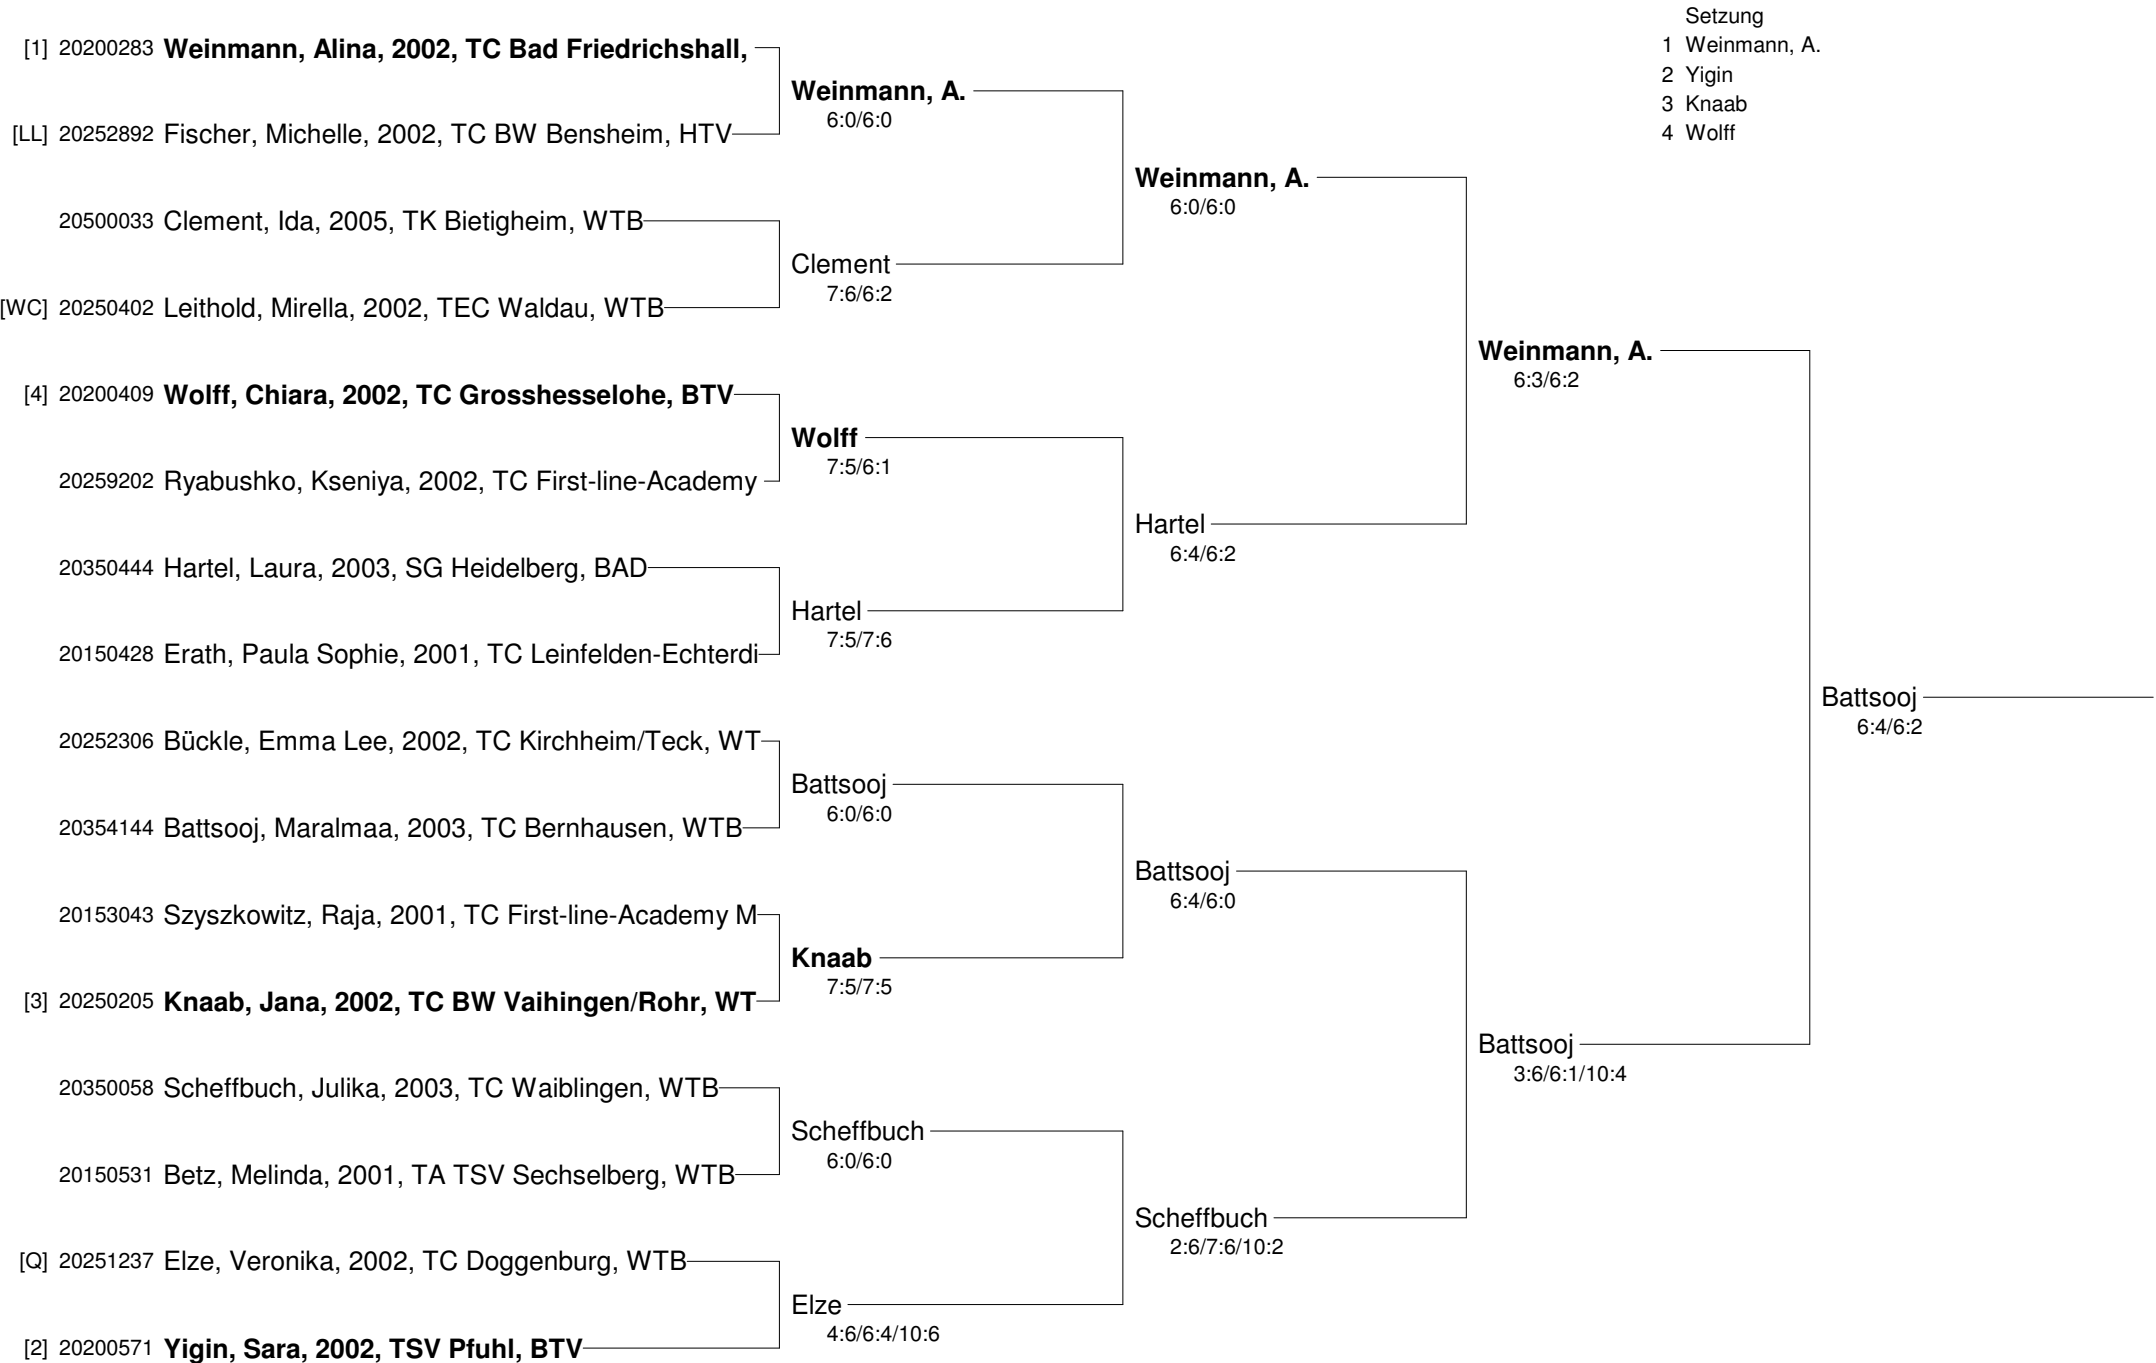 Setzung
1 Weinmann, A.
2 Yigin
3 Knaab
4 Wolff
[1] 20200283 Weinmann, Alina, 2002, TC Bad Friedrichshall,
Weinmann, A.
6:0/6:0
[LL] 20252892 Fischer, Michelle, 2002, TC BW Bensheim, HTV
Weinmann, A.
6:0/6:0
20500033 Clement, Ida, 2005, TK Bietigheim, WTB
Clement
7:6/6:2
[WC] 20250402 Leithold, Mirella, 2002, TEC Waldau, WTB
Weinmann, A.
6:3/6:2
[4] 20200409 Wolff, Chiara, 2002, TC Grosshesselohe, BTV
Wolff
7:5/6:1
20259202 Ryabushko, Kseniya, 2002, TC First-line-Academy
Hartel
6:4/6:2
20350444 Hartel, Laura, 2003, SG Heidelberg, BAD
Hartel
7:5/7:6
20150428 Erath, Paula Sophie, 2001, TC Leinfelden-Echterdi
Battsooj
6:4/6:2
20252306 Bückle, Emma Lee, 2002, TC Kirchheim/Teck, WT
Battsooj
6:0/6:0
20354144 Battsooj, Maralmaa, 2003, TC Bernhausen, WTB
Battsooj
6:4/6:0
20153043 Szyszkowitz, Raja, 2001, TC First-line-Academy M
Knaab
7:5/7:5
[3] 20250205 Knaab, Jana, 2002, TC BW Vaihingen/Rohr, WT
Battsooj
3:6/6:1/10:4
20350058 Scheffbuch, Julika, 2003, TC Waiblingen, WTB
Scheffbuch
6:0/6:0
20150531 Betz, Melinda, 2001, TA TSV Sechselberg, WTB
Scheffbuch
2:6/7:6/10:2
[Q] 20251237 Elze, Veronika, 2002, TC Doggenburg, WTB
Elze
4:6/6:4/10:6
[2] 20200571 Yigin, Sara, 2002, TSV Pfuhl, BTV